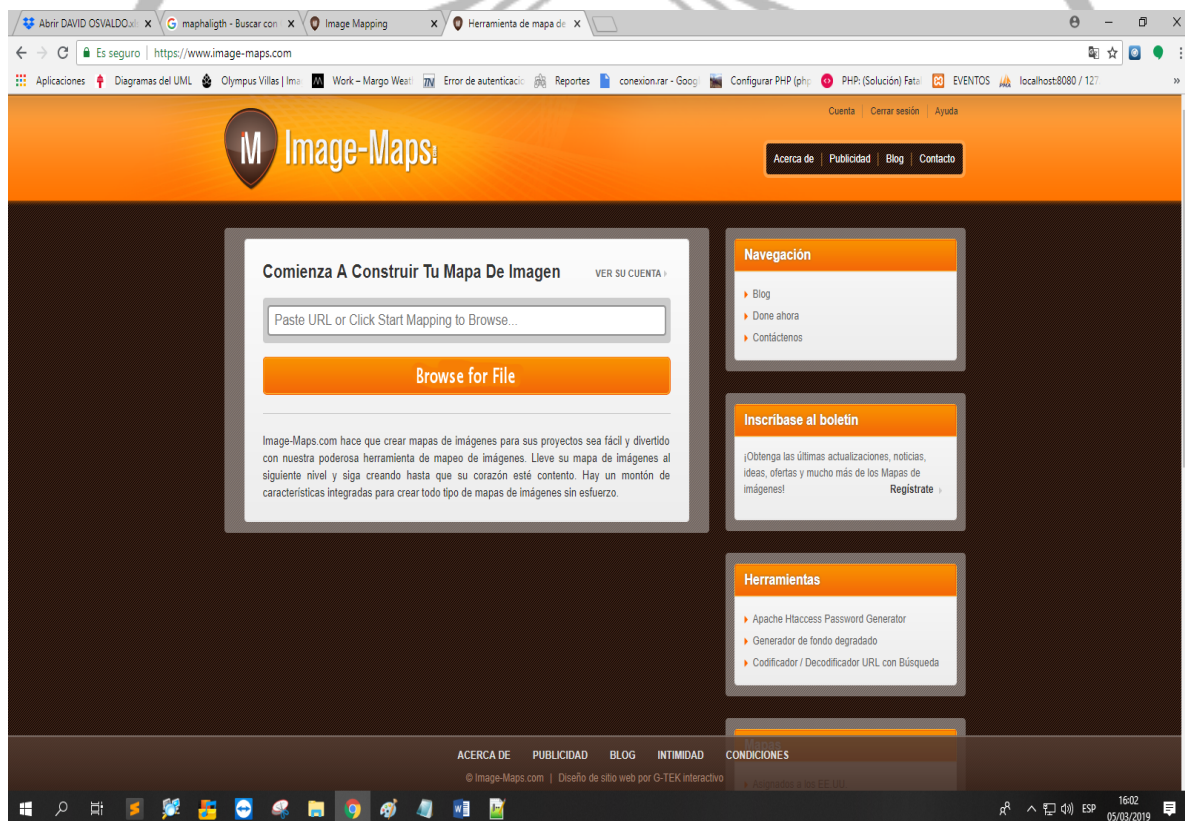 Abrir DAVID OSVALDO.xl
maphaligth - Buscar con
Image Mapping
Herramienta de mapa de
Es seguro | https://www.image-maps.com
Aplicaciones
Diagramas del UML
Olympus Villas | Ima
Work – Margo Weat
Error de autenticacio
Reportes
conexion.rar - Goog
Configurar PHP (php
PHP: (Solución) Fata
EVENTOS
localhost:8080 / 127.
»
Cuenta | Cerrar sesión | Ayuda
iM Image-Maps
Acerca de | Publicidad | Blog | Contacto
Comienza A Construir Tu Mapa De Imagen
VER SU CUENTA
Paste URL or Click Start Mapping to Browse...
Browse for File
Image-Maps.com hace que crear mapas de imágenes para sus proyectos sea fácil y divertido
con nuestra poderosa herramienta de mapeo de imágenes. Lleve su mapa de imágenes al
siguiente nivel y siga creando hasta que su corazón esté contento. Hay un montón de
características integradas para crear todo tipo de mapas de imágenes sin esfuerzo.
Navegación
Blog
Done ahora
Contáctenos
Inscríbase al boletín
¡Obtenga las últimas actualizaciones, noticias,
ideas, ofertas y mucho más de los Mapas de
imágenes! Regístrate
Herramientas
Apache Htaccess Password Generator
Generador de fondo degradado
Codificador / Decodificador URL con Búsqueda
Mapas
Asignados a los EE.UU.
ACERCA DE PUBLICIDAD BLOG INTIMIDAD CONDICIONES
© Image-Maps.com | Diseño de sitio web por G-TEK interactivo
ESP
16:02
05/03/2019